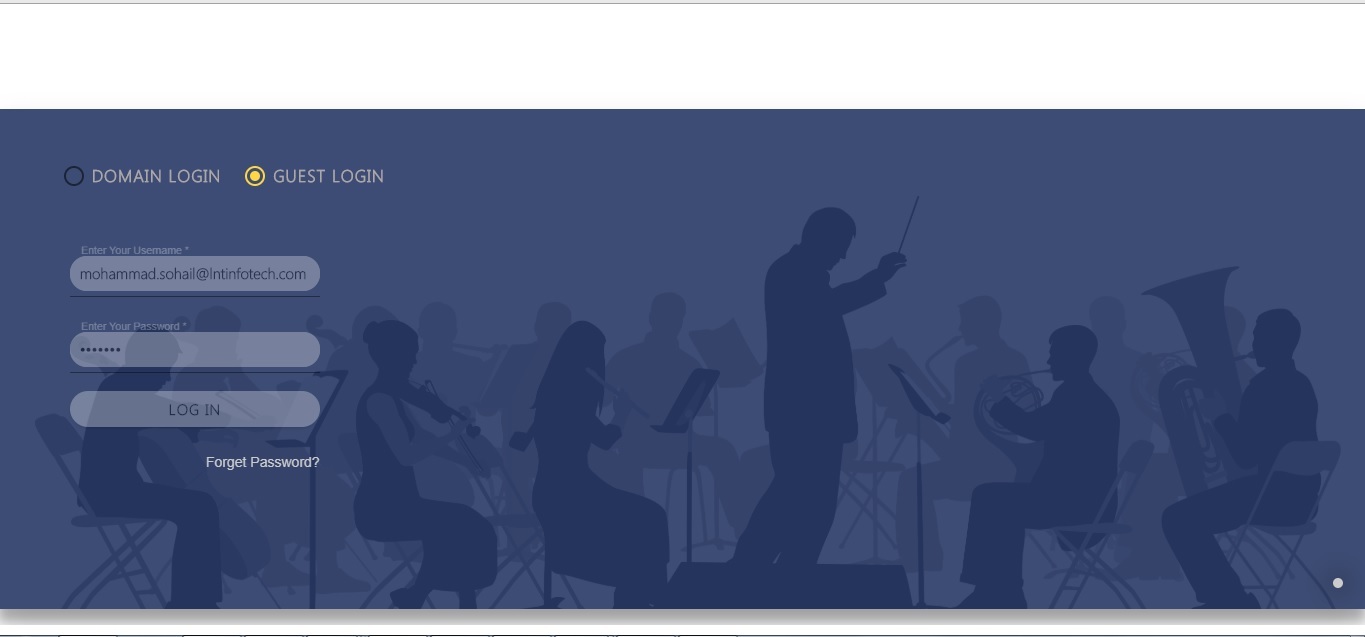 DOMAIN LOGIN GUEST LOGIN
Enter Your Username *
mohammad.sohail@lntinfotech.com
Enter Your Password *
•••••••
LOG IN
Forget Password?